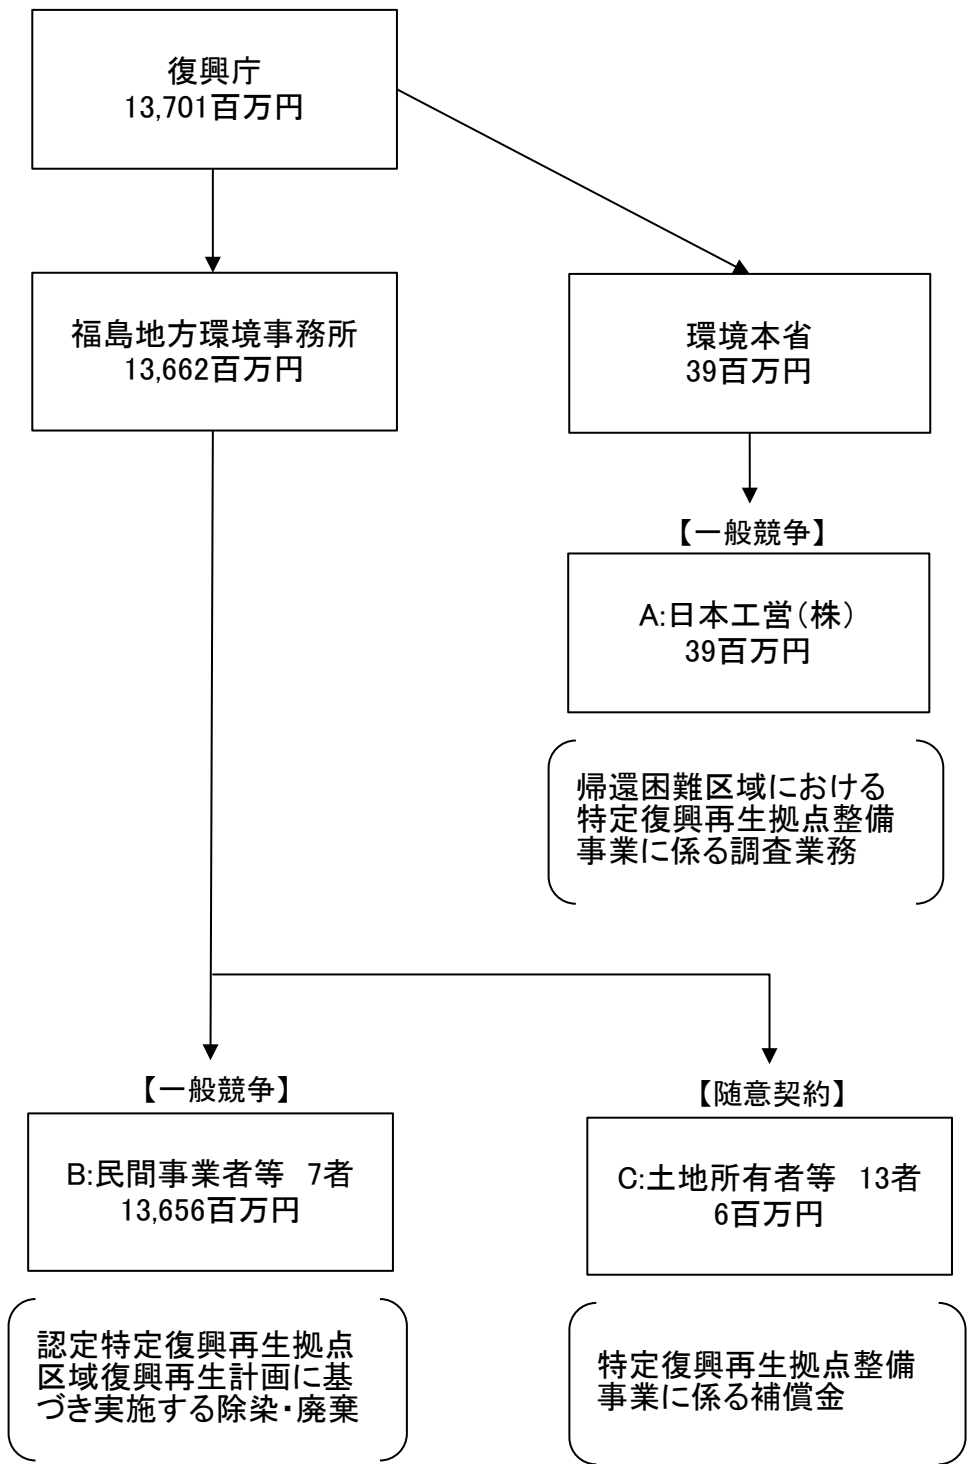 復興庁
13,701百万円
福島地方環境事務所
13,662百万円
環境本省
39百万円
【一般競争】
A:日本工営(株)
39百万円
帰還困難区域における
特定復興再生拠点整備
事業に係る調査業務
【一般競争】
B:民間事業者等　7者
13,656百万円
認定特定復興再生拠点
区域復興再生計画に基
づき実施する除染・廃棄
【随意契約】
C:土地所有者等　13者
6百万円
特定復興再生拠点整備
事業に係る補償金